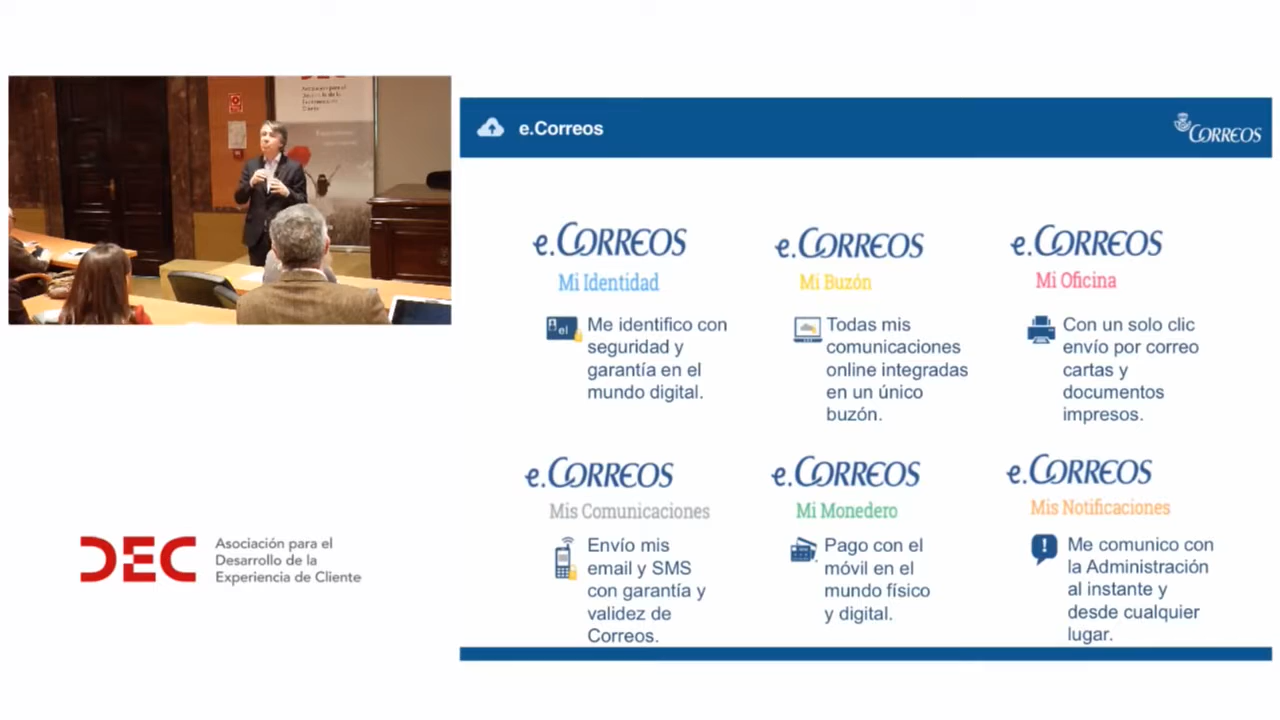 DEC
Asociación para el
Desarrollo de la
Experiencia de Cliente
e.Correos
CORREOS
e.CORREOS
Mi Identidad
el
Me identifico con
seguridad y
garantía en el
mundo digital.
e.CORREOS
Mi Buzón
Todas mis
comunicaciones
online integradas
en un único
buzón.
e.CORREOS
Mi Oficina
Con un solo clic
envío por correo
cartas y
documentos
impresos.
e.CORREOS
Mis Comunicaciones
Envío mis
email y SMS
con garantía y
validez de
Correos.
e.CORREOS
Mi Monedero
Pago con el
móvil en el
mundo físico
y digital.
e.CORREOS
Mis Notificaciones
Me comunico con
la Administración
al instante y
desde cualquier
lugar.